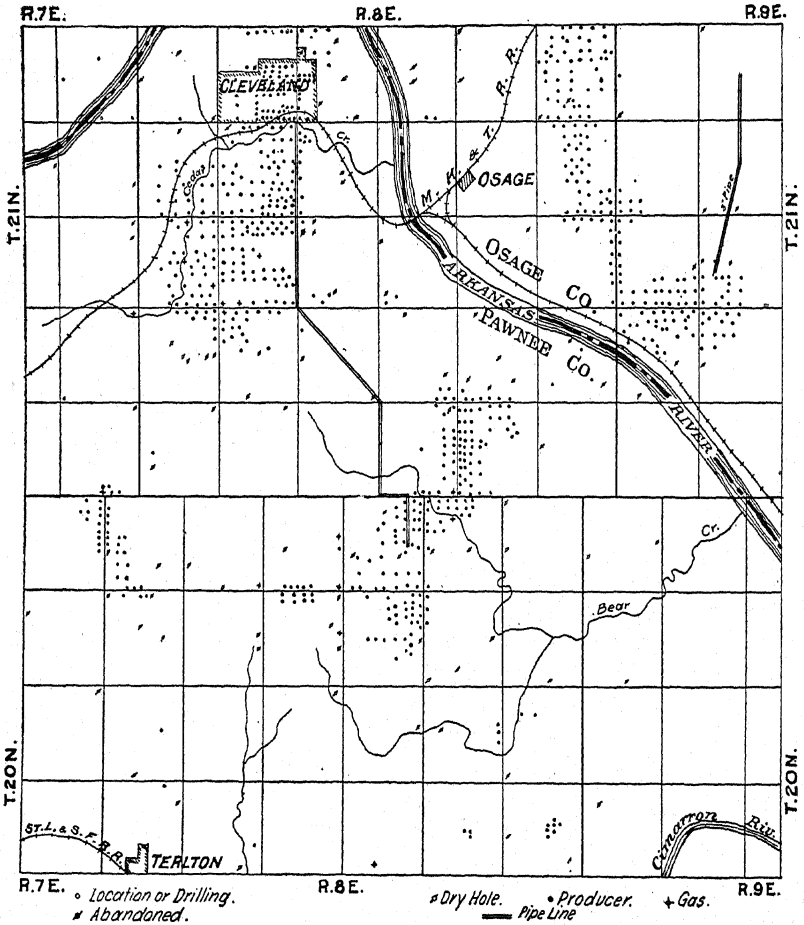 R.7E. R.8E. R.9E.
CLEVELAND
Cedar
Cr.
M. K. & T. R. R.
OSAGE
T.21N. T.21N.
OSAGE CO.
ARKANSAS RIVER
PAWNEE CO.
Cr.
Bear
T.20N. T.20N.
Cimarron Riv.
ST.L. & S.F.R.R.
TERLTON
R.7E. R.8E. R.9E.
Location or Drilling. Dry Hole. Producer. Gas.
Abandoned. Pipe Line